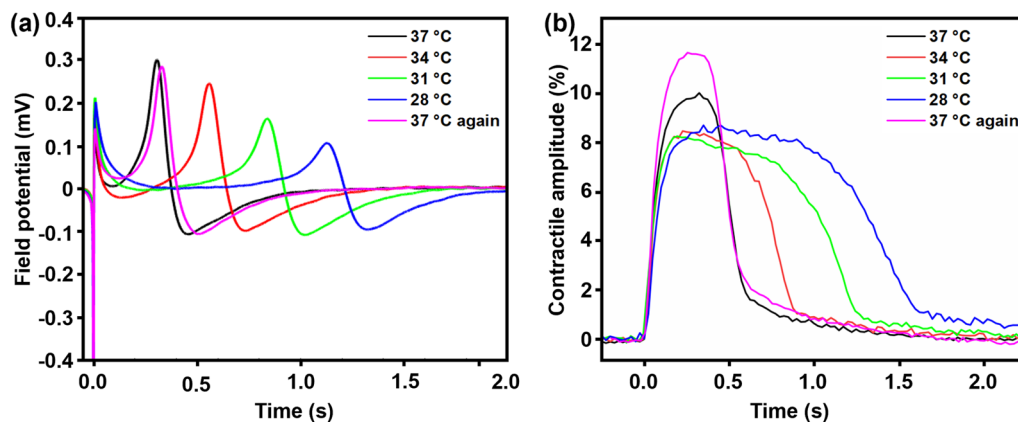 (a)
Field potential (mV)
0.4
0.3
0.2
0.1
0
-0.1
-0.2
-0.3
-0.4
37 °C
34 °C
31 °C
28 °C
37 °C again
0.0
0.5
1.0
1.5
2.0
Time (s)
(b)
Contractile amplitude (%)
12
10
8
6
4
2
0
37 °C
34 °C
31 °C
28 °C
37 °C again
0.0
0.5
1.0
1.5
2.0
Time (s)